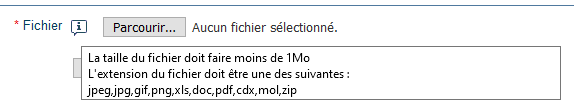 * Fichier i Parcourir... Aucun fichier sélectionné.
La taille du fichier doit faire moins de 1Mo
L'extension du fichier doit être une des suivantes :
jpeg,jpg,gif,png,xls,doc,pdf,cdx,mol,zip